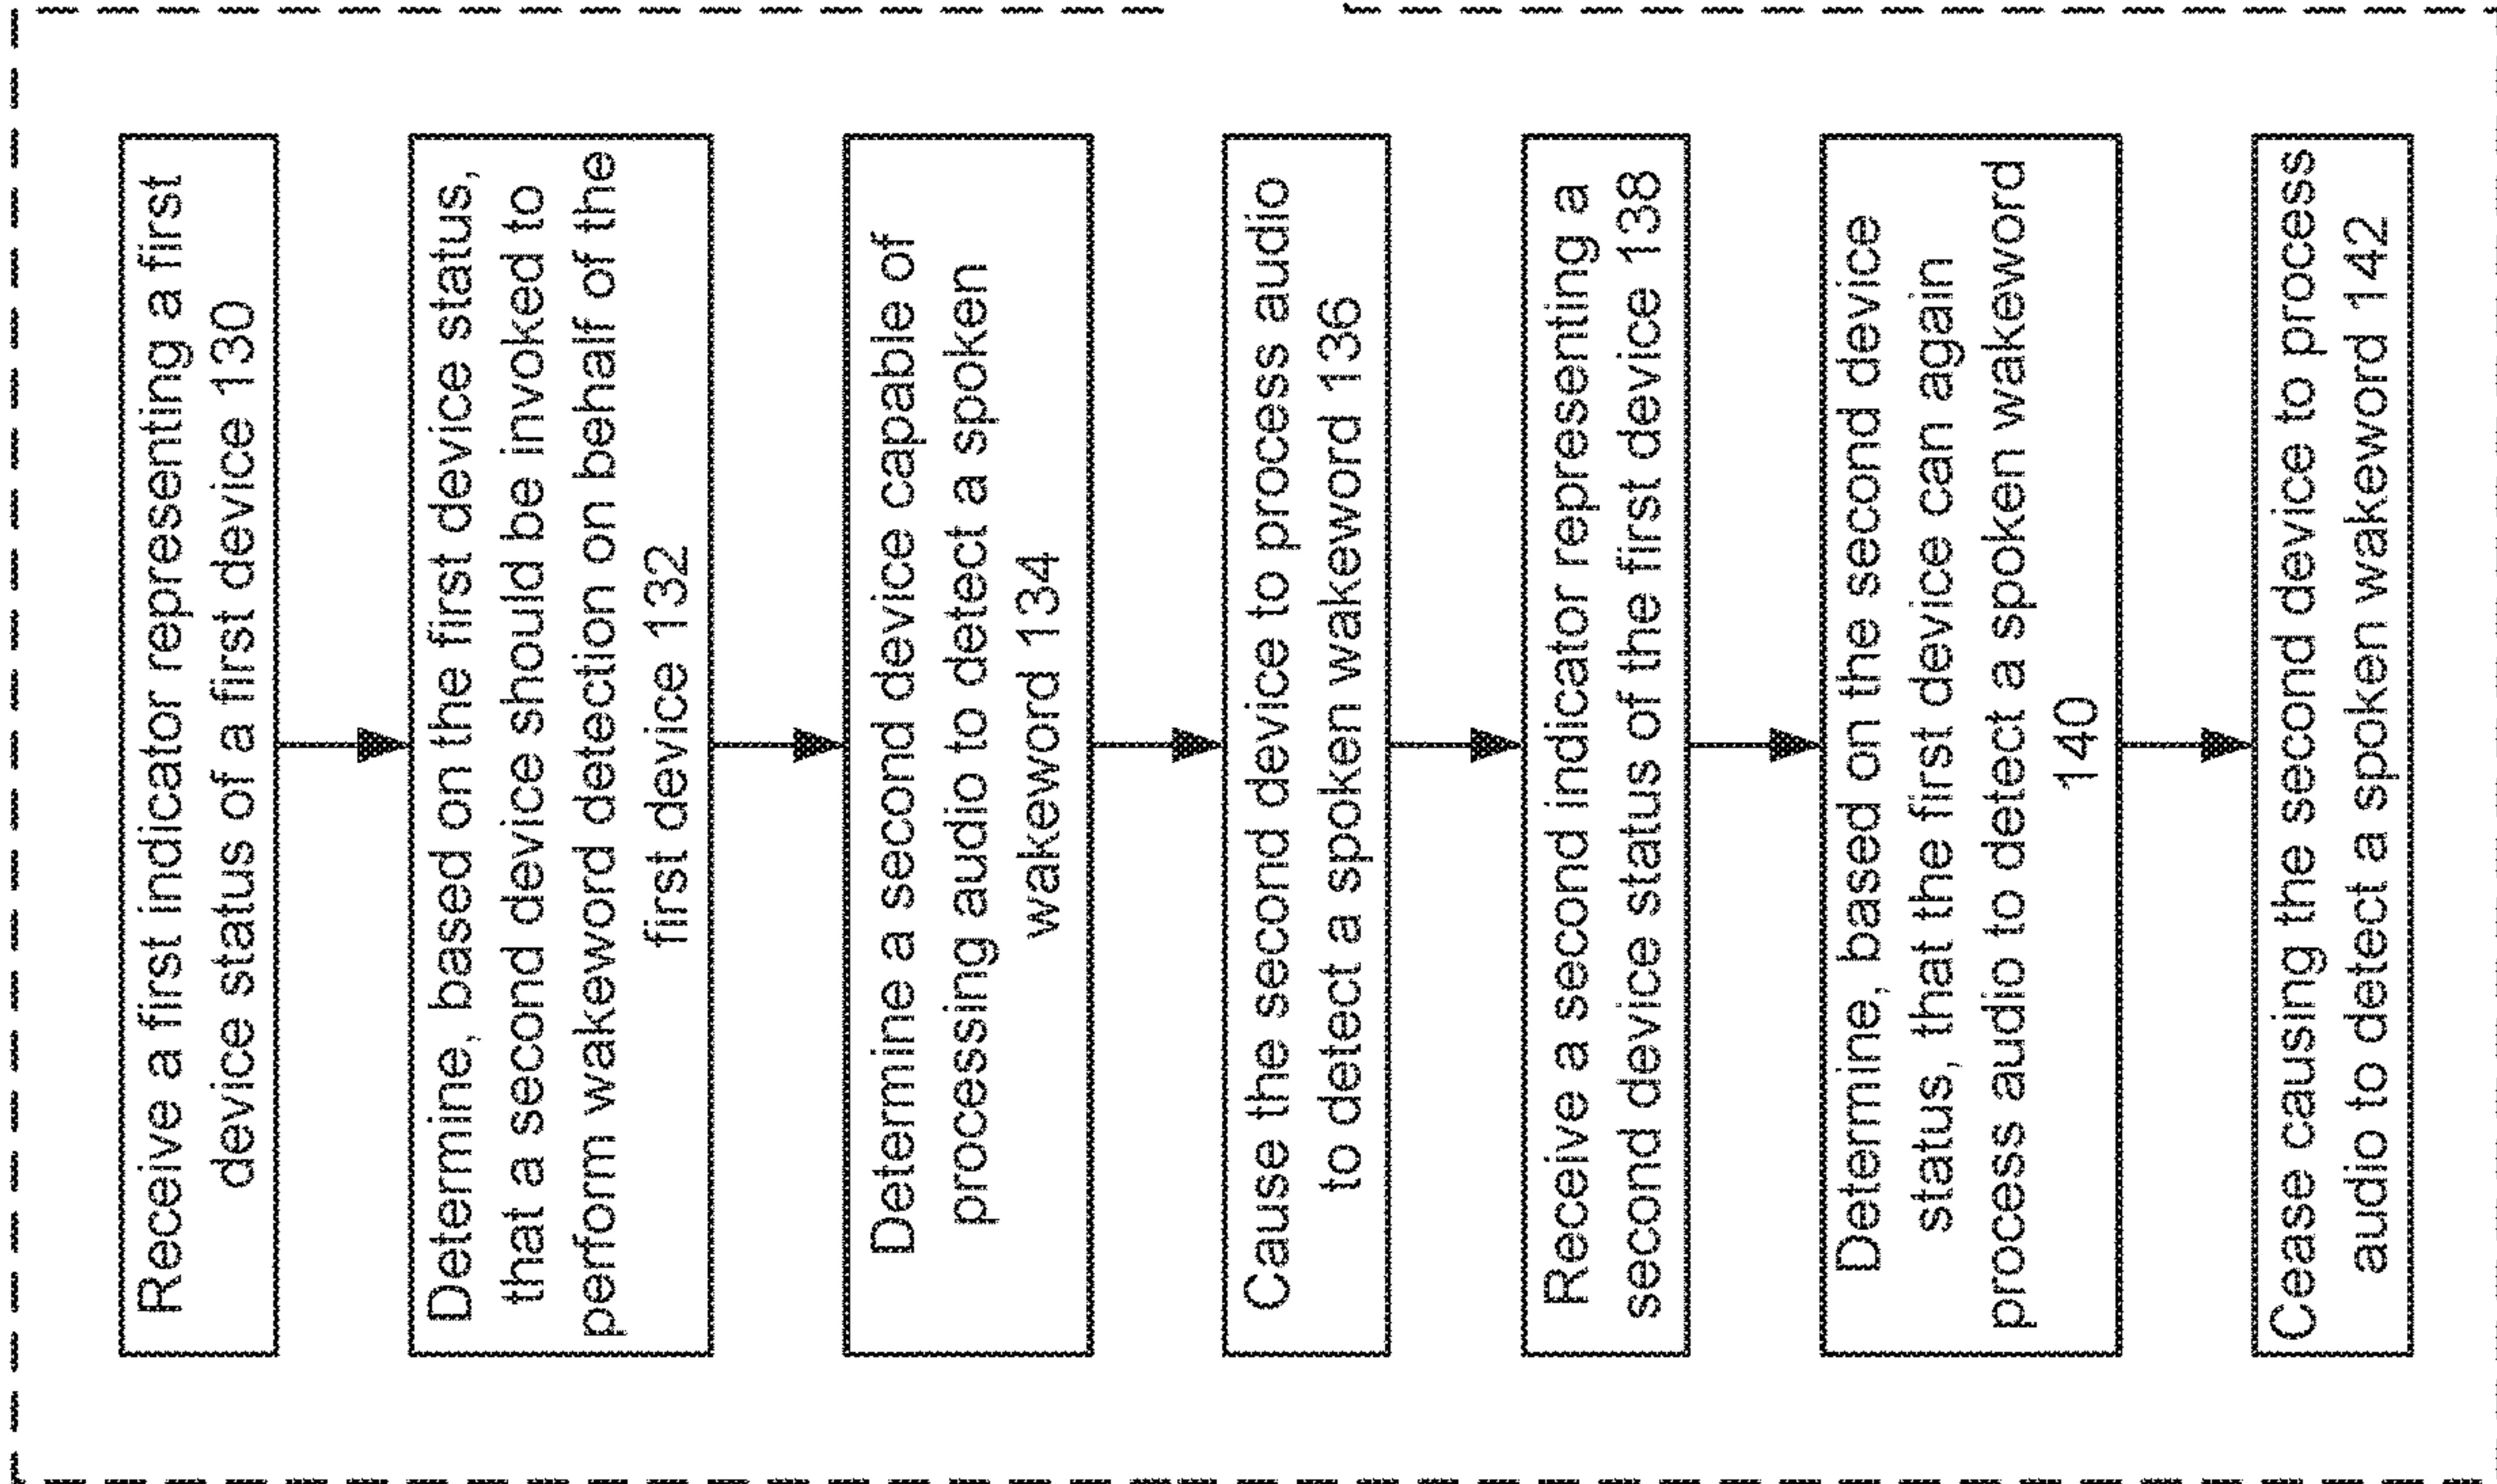 Receive a first indicator representing a first
device status of a first device 130
Determine, based on the first device status,
that a second device should be invoked to
perform wakeword detection on behalf of the
first device 132
Determine a second device capable of
processing audio to detect a spoken
wakeword 134
Cause the second device to process audio
to detect a spoken wakeword 136
Receive a second indicator representing a
second device status of the first device 138
Determine, based on the second device
status, that the first device can again
process audio to detect a spoken wakeword
140
Cease causing the second device to process
audio to detect a spoken wakeword 142